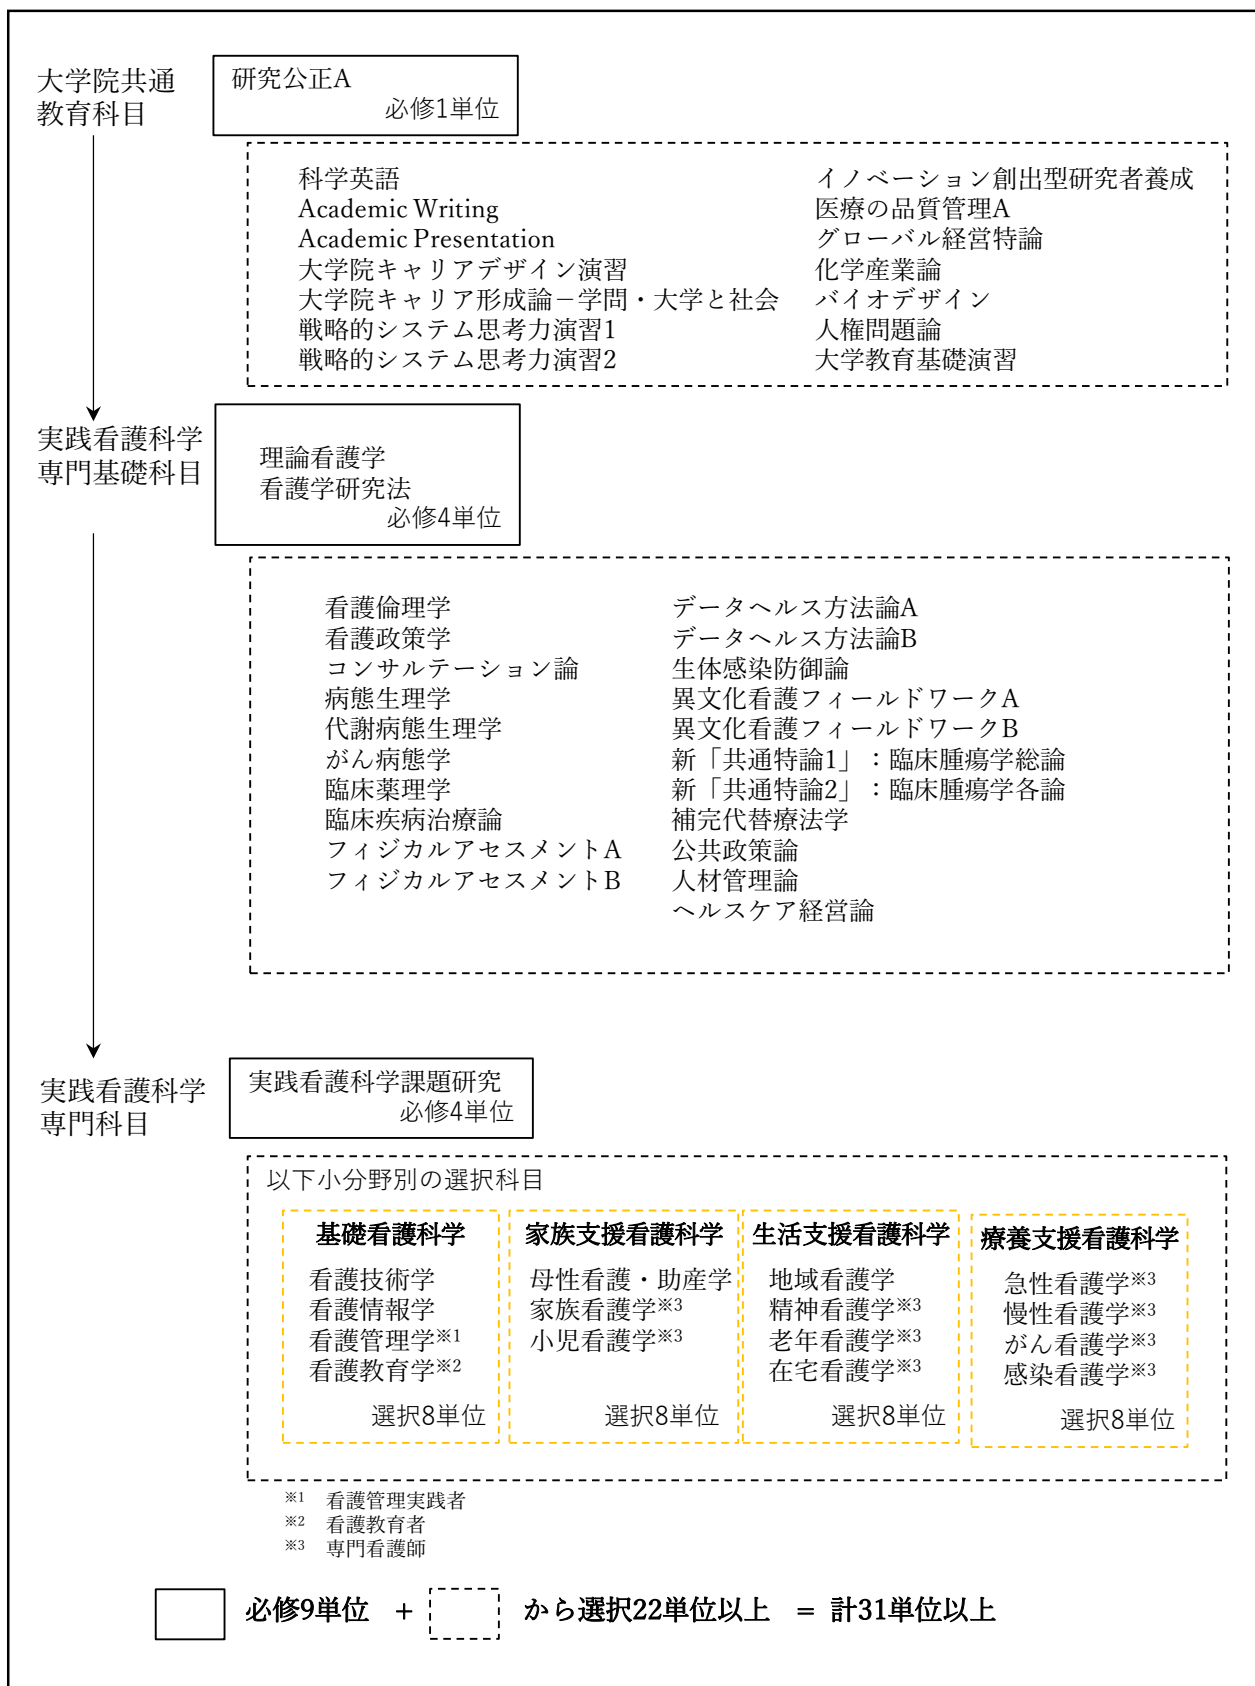 大学院共通
教育科目
研究公正A
必修1単位
科学英語
Academic Writing
Academic Presentation
大学院キャリアデザイン演習
大学院キャリア形成論－学問・大学と社会
戦略的システム思考力演習1
戦略的システム思考力演習2
イノベーション創出型研究者養成
医療の品質管理A
グローバル経営特論
化学産業論
バイオデザイン
人権問題論
大学教育基礎演習
実践看護科学
専門基礎科目
理論看護学
看護学研究法
必修4単位
看護倫理学
看護政策学
コンサルテーション論
病態生理学
代謝病態生理学
がん病態学
臨床薬理学
臨床疾病治療論
フィジカルアセスメントA
フィジカルアセスメントB
データヘルス方法論A
データヘルス方法論B
生体感染防御論
異文化看護フィールドワークA
異文化看護フィールドワークB
新「共通特論1」：臨床腫瘍学総論
新「共通特論2」：臨床腫瘍学各論
補完代替療法学
公共政策論
人材管理論
ヘルスケア経営論
実践看護科学
専門科目
実践看護科学課題研究
必修4単位
以下小分野別の選択科目
基礎看護科学
看護技術学
看護情報学
看護管理学※1
看護教育学※2
選択8単位
家族支援看護科学
母性看護・助産学
家族看護学※3
小児看護学※3
選択8単位
生活支援看護科学
地域看護学
精神看護学※3
老年看護学※3
在宅看護学※3
選択8単位
療養支援看護科学
急性看護学※3
慢性看護学※3
がん看護学※3
感染看護学※3
選択8単位
※1 看護管理実践者
※2 看護教育者
※3 専門看護師
必修9単位 + から選択22単位以上 = 計31単位以上